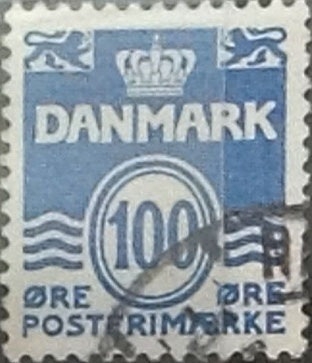 DANMARK
100
ØRE ØRE
POSTFRIMÆRKE
R